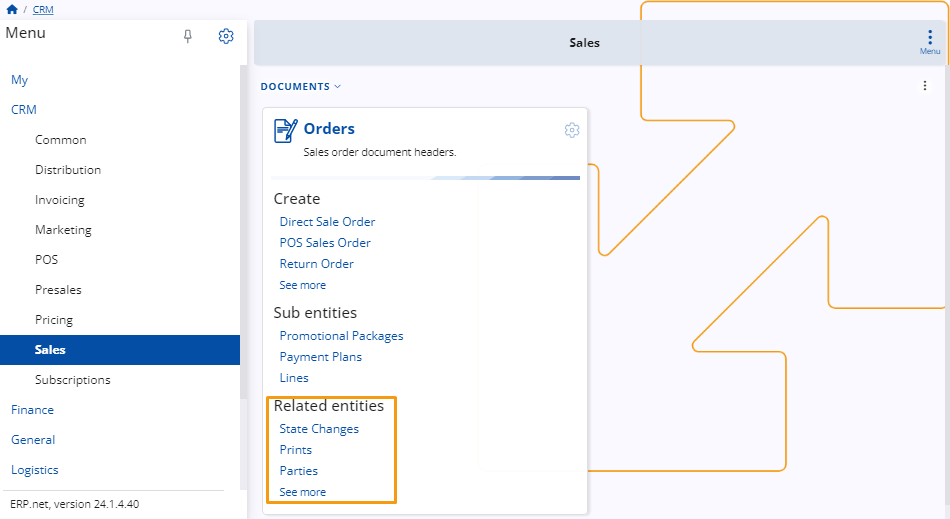 / CRM
Menu
My
CRM
Common
Distribution
Invoicing
Marketing
POS
Presales
Pricing
Sales
Subscriptions
Finance
General
Logistics
ERP.net, version 24.1.4.40
Sales
Menu
DOCUMENTS
Orders
Sales order document headers.
Create
Direct Sale Order
POS Sales Order
Return Order
See more
Sub entities
Promotional Packages
Payment Plans
Lines
Related entities
State Changes
Prints
Parties
See more